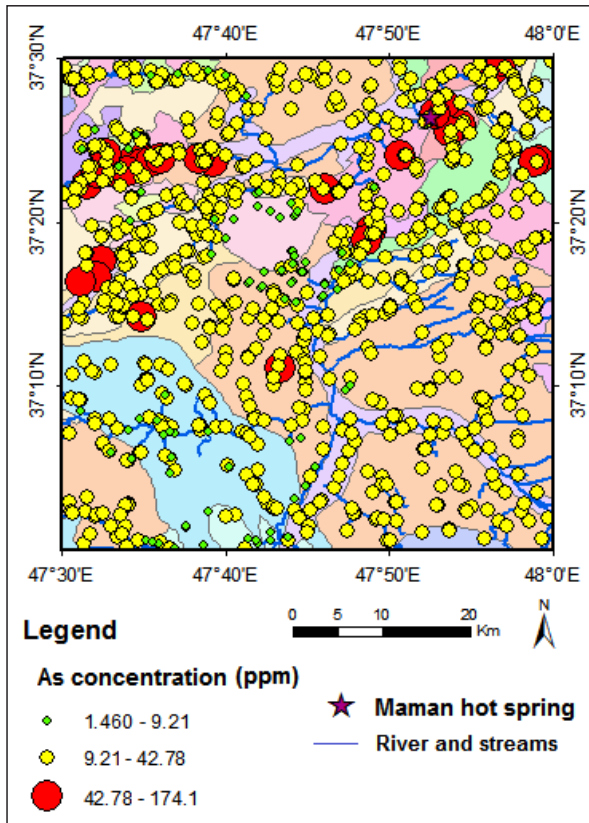 47°40'E 47°50'E 48°0'E
37°30'N
37°20'N 37°20'N
37°10'N 37°10'N
47°30'E 47°40'E 47°50'E 48°0'E
0 5 10 20
Km
N
Legend
As concentration (ppm)
1.460 - 9.21
9.21 - 42.78
42.78 - 174.1
Maman hot spring
River and streams